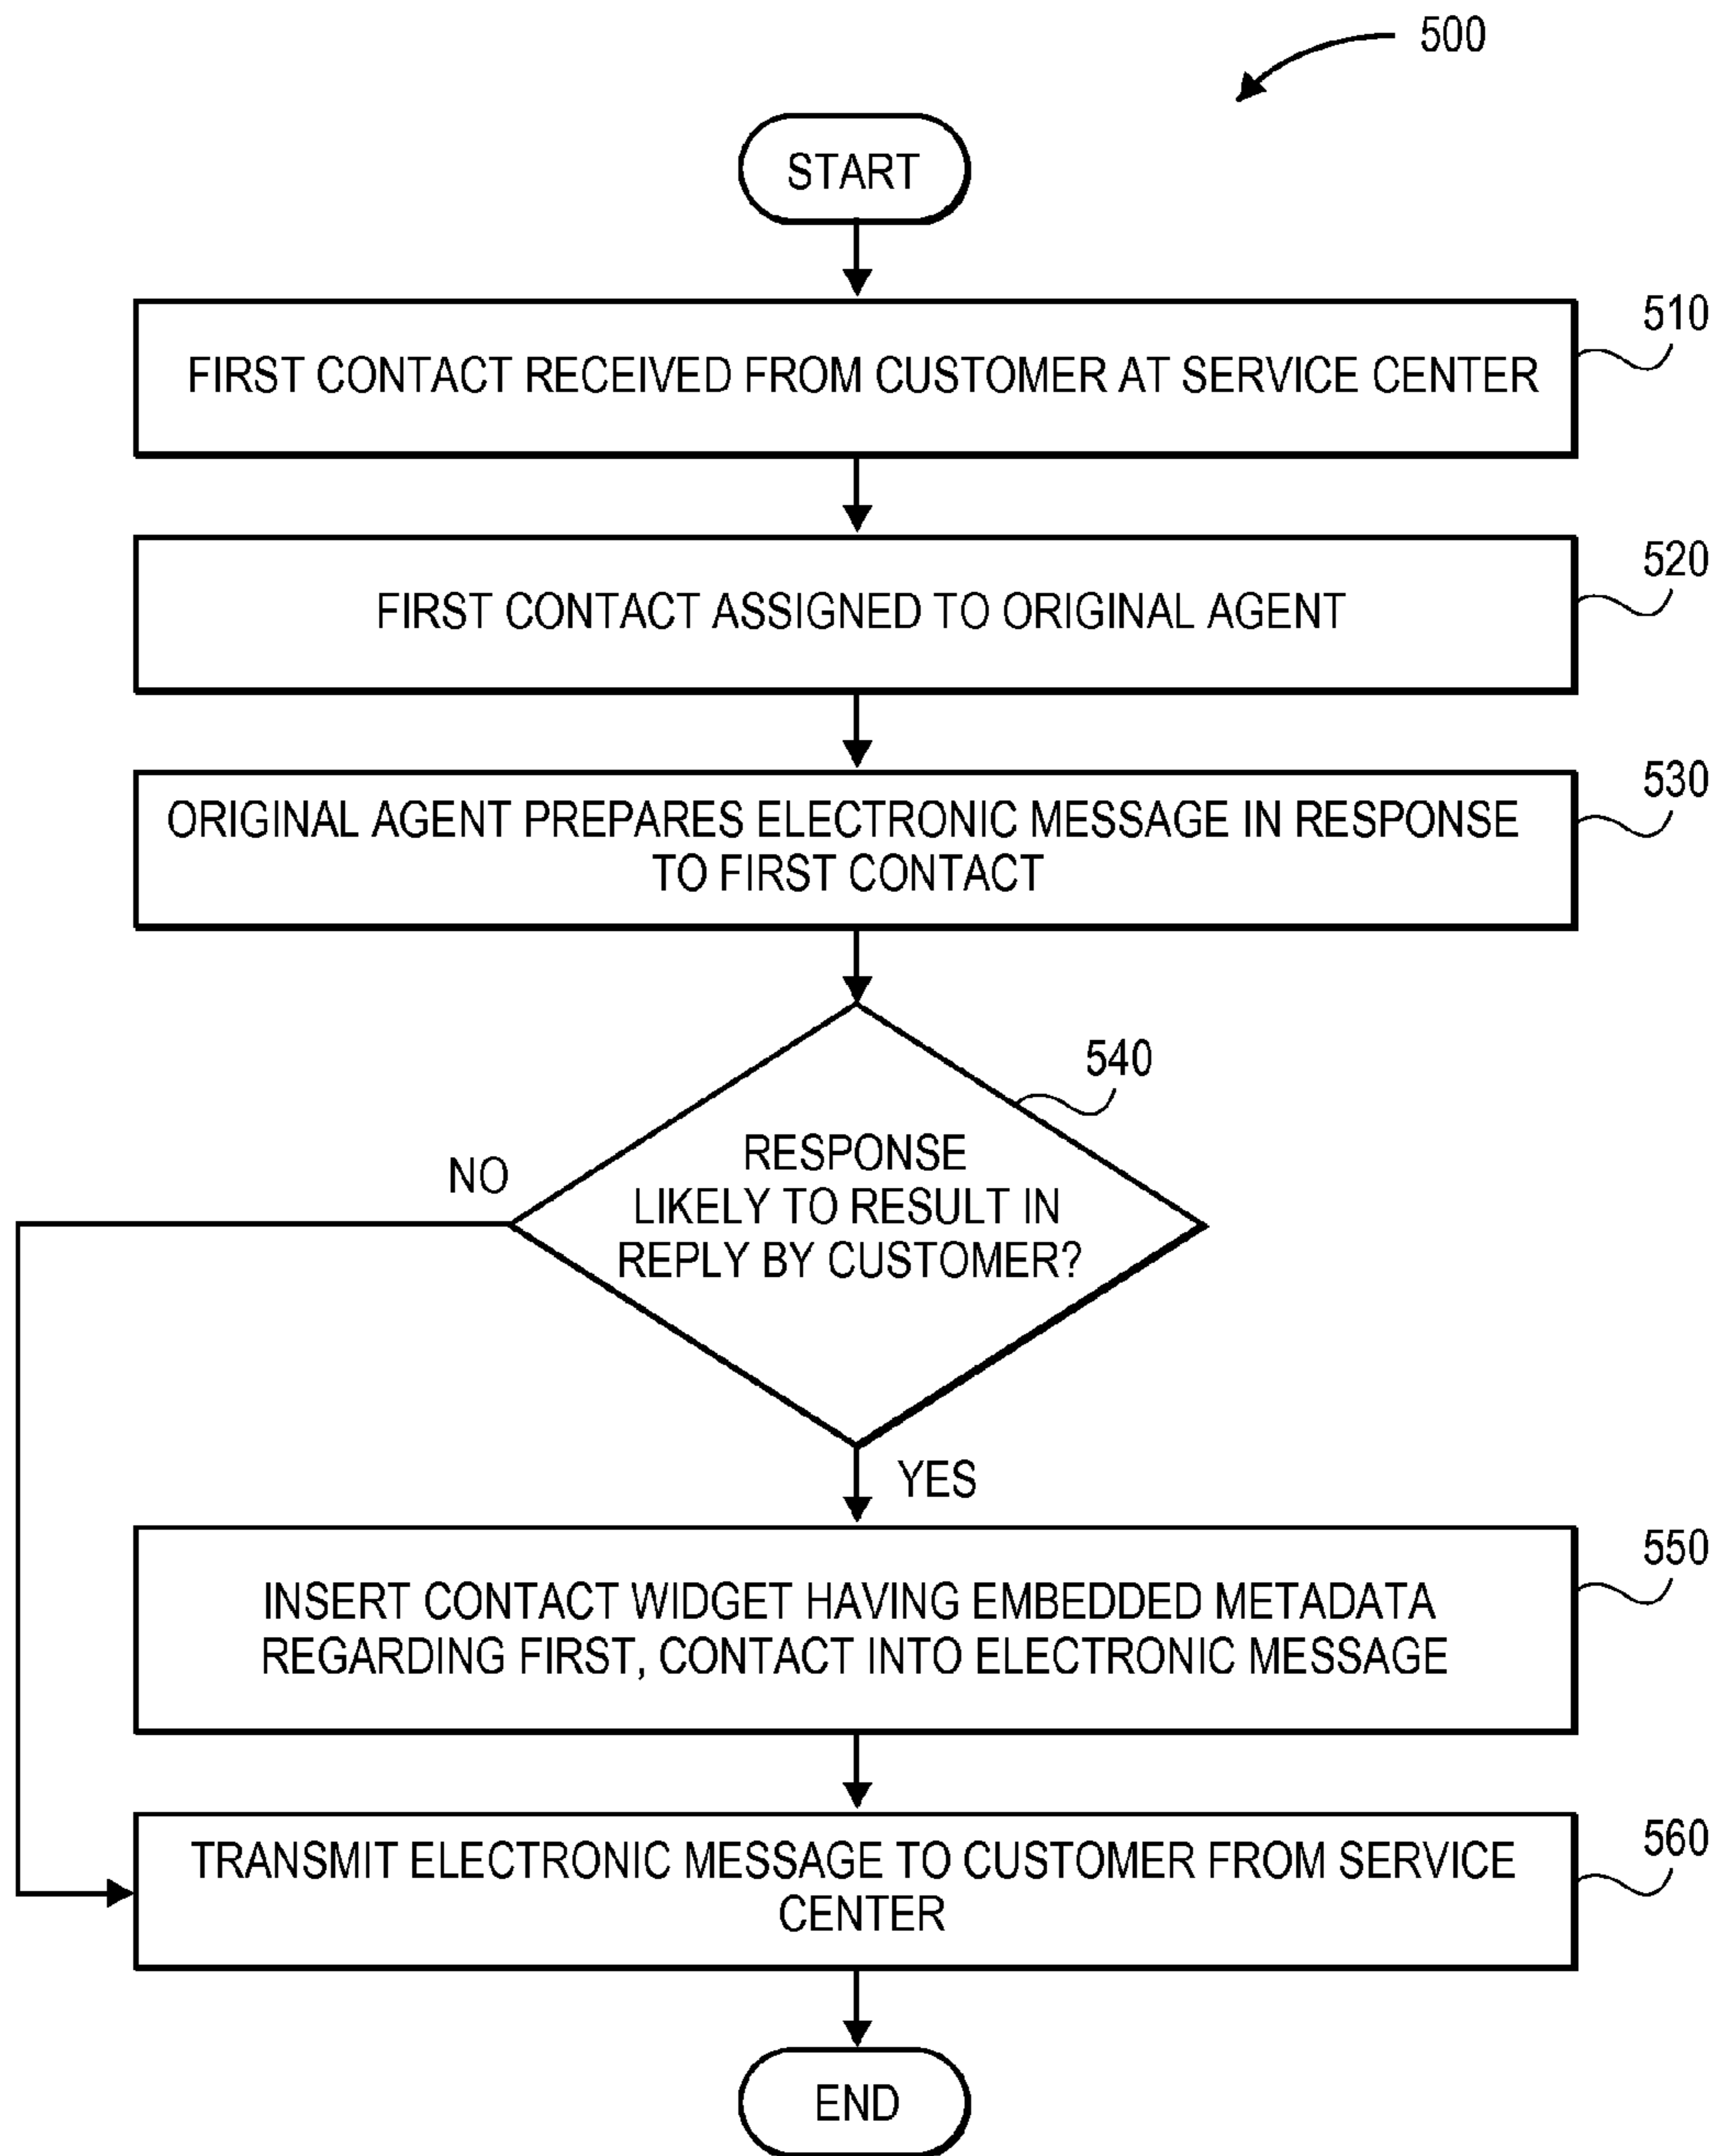 500
START
510
FIRST CONTACT RECEIVED FROM CUSTOMER AT SERVICE CENTER
520
FIRST CONTACT ASSIGNED TO ORIGINAL AGENT
530
ORIGINAL AGENT PREPARES ELECTRONIC MESSAGE IN RESPONSE
TO FIRST CONTACT
540
RESPONSE
LIKELY TO RESULT IN
REPLY BY CUSTOMER?
NO
YES
550
INSERT CONTACT WIDGET HAVING EMBEDDED METADATA
REGARDING FIRST, CONTACT INTO ELECTRONIC MESSAGE
560
TRANSMIT ELECTRONIC MESSAGE TO CUSTOMER FROM SERVICE
CENTER
END